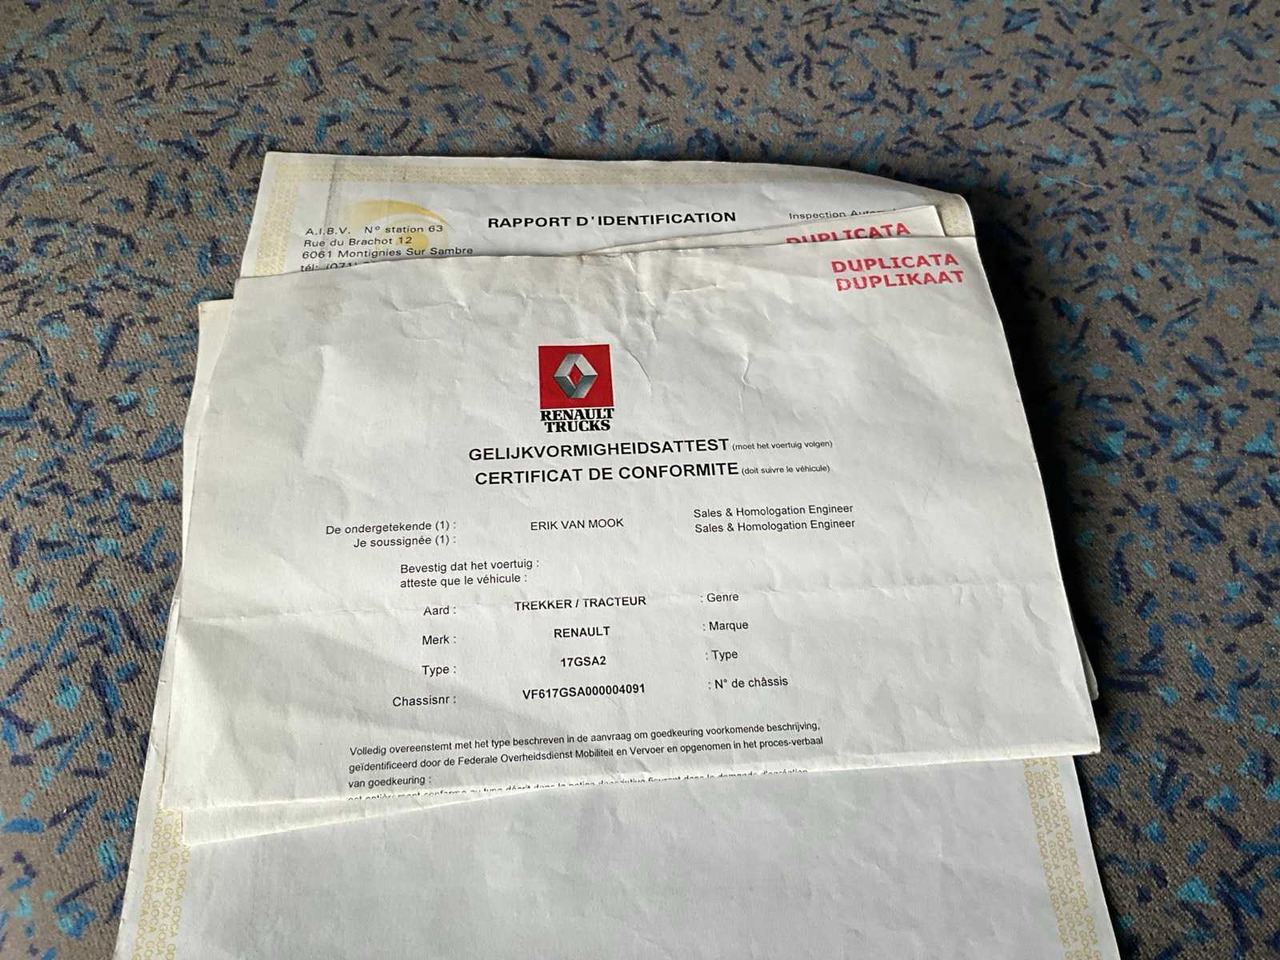 RAPPORT D'IDENTIFICATION
Inspection
A.I.B.V. N° station 63
Rue du Brachot 12
6061 Montignies Sur Sambre
tél: (071)
DUPLICATA
DUPLICATA
DUPLIKAAT
RENAULT
TRUCKS
GELIJKVORMIGHEIDSATTEST (moet het voertuig volgen)
CERTIFICAT DE CONFORMITE (doit suivre le véhicule)
De ondergetekende (1) : ERIK VAN MOOK Sales & Homologation Engineer
Je soussignée (1) : Sales & Homologation Engineer
Bevestig dat het voertuig :
atteste que le véhicule :
Aard : TREKKER / TRACTEUR : Genre
Merk : RENAULT : Marque
Type : 17GSA2 : Type
Chassisnr : VF617GSA000004091 : N° de châssis
Volledig overeenstemt met het type beschreven in de aanvraag om goedkeuring voorkomende beschrijving,
geïdentificeerd door de Federale Overheidsdienst Mobiliteit en Vervoer en opgenomen in het proces-verbaal
van goedkeuring :